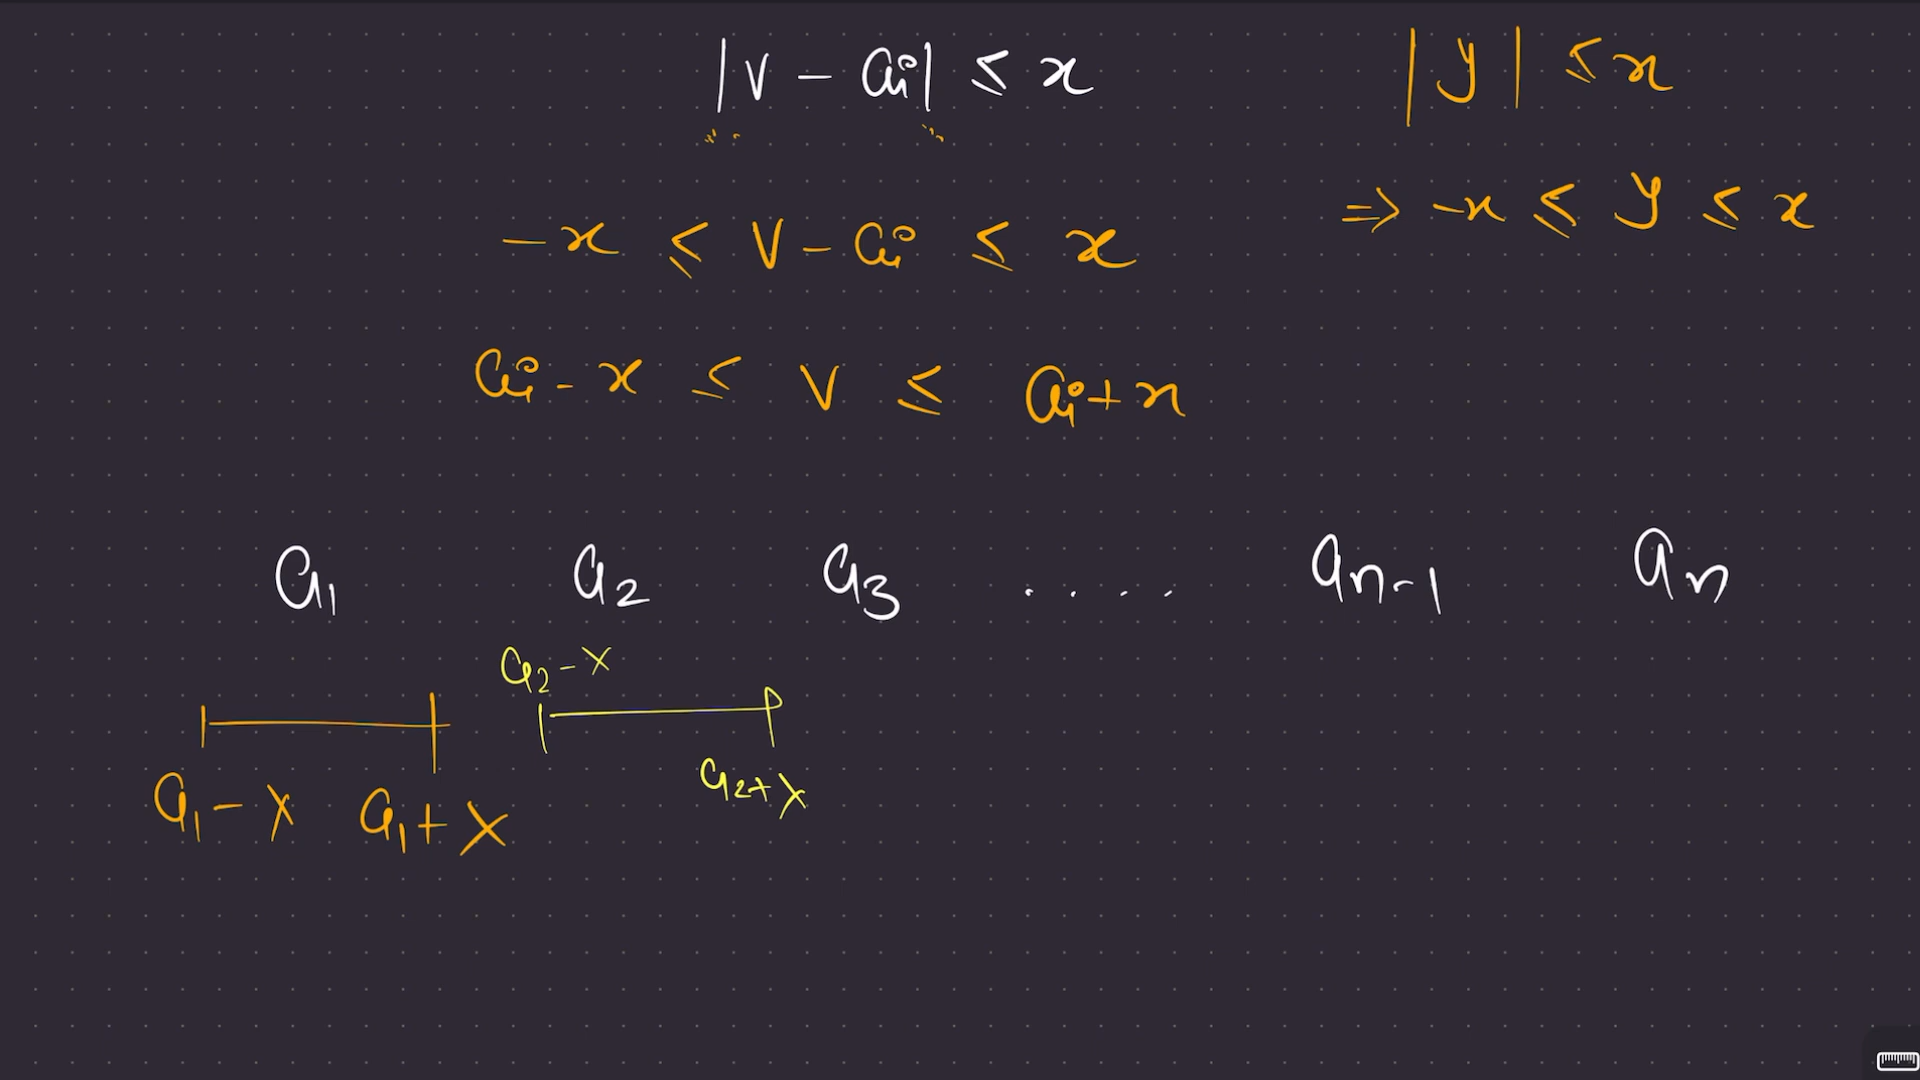 |v - aᵢ| ≤ x
|y| ≤ x
-x ≤ v - aᵢ ≤ x
⇒ -x ≤ y ≤ x
aᵢ - x ≤ v ≤ aᵢ + x
a₁ a₂ a₃ ..... aₙ₋₁ aₙ
a₂ - x
a₂ + x
a₁ - x a₁ + x